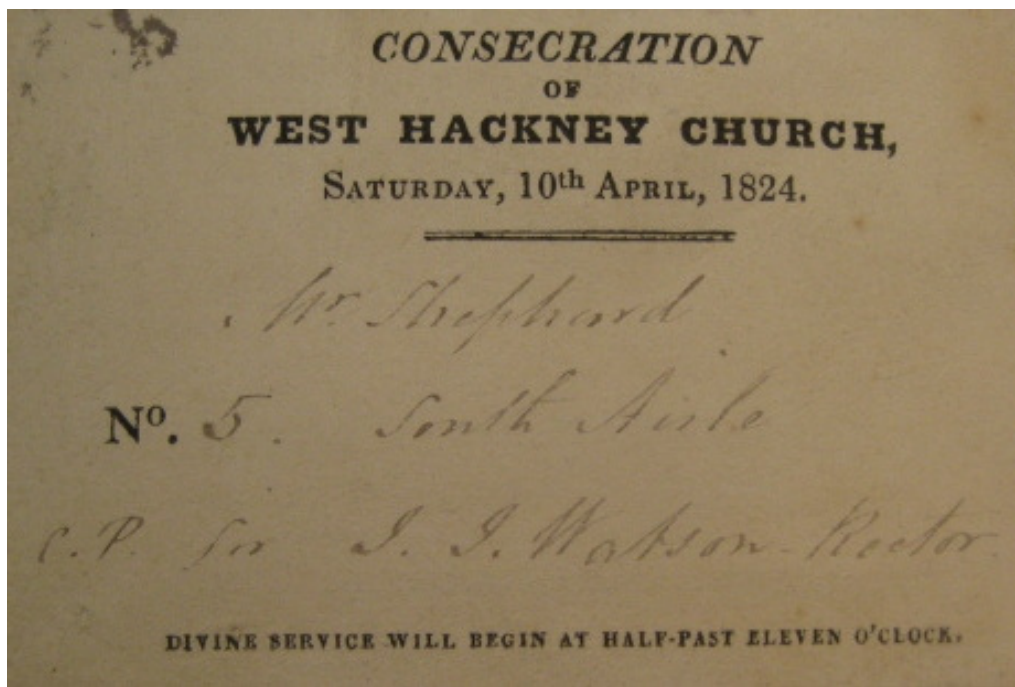 CONSECRATION
OF
WEST HACKNEY CHURCH,
SATURDAY, 10th APRIL, 1824.
Mr. Shephard
No. 5. South Aisle
C. P. for J. J. Watson - Rector
DIVINE SERVICE WILL BEGIN AT HALF-PAST ELEVEN O'CLOCK.